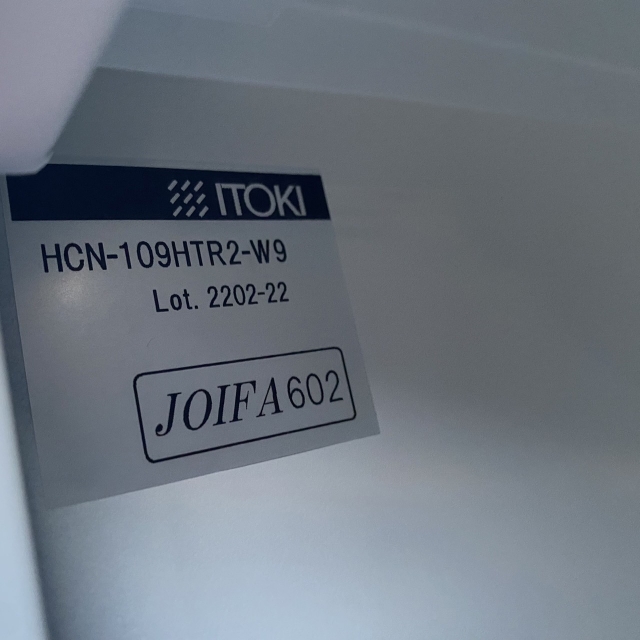 ITOKI
HCN-109HTR2-W9
Lot. 2202-22
JOIFA602